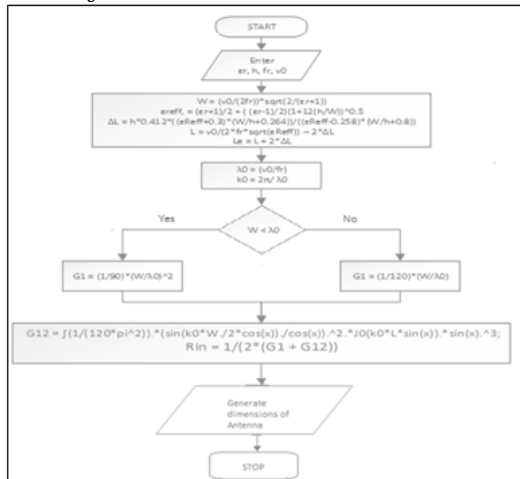 START
Enter
er, h, fr, v0
W = (v0/(2fr))*sqrt(2/(er+1))
ereff, = (er+1)/2 + ( (er-1)/2)(1+12(h/W))^0.5
ΔL = h*0.412*((eReff+0.3)*(W/h+0.264))/((eReff-0.258)*(W/h+0.8))
L = v0/(2*fr*sqrt(eReff)) − 2*ΔL
Le = L + 2*ΔL
λ0 = (v0/fr)
k0 = 2π/ λ0
Yes
W < λ0
No
G1 = (1/90)*(W/λ0)^2
G1 = (1/120)*(W/λ0)
G12 = ∫(1/(120*pi^2)).*(sin(k0*W./2*cos(x))./cos(x)).^2.*J0(k0*L*sin(x)).*sin(x).^3;
Rin = 1/(2*(G1 + G12))
Generate
dimensions of
Antenna
STOP